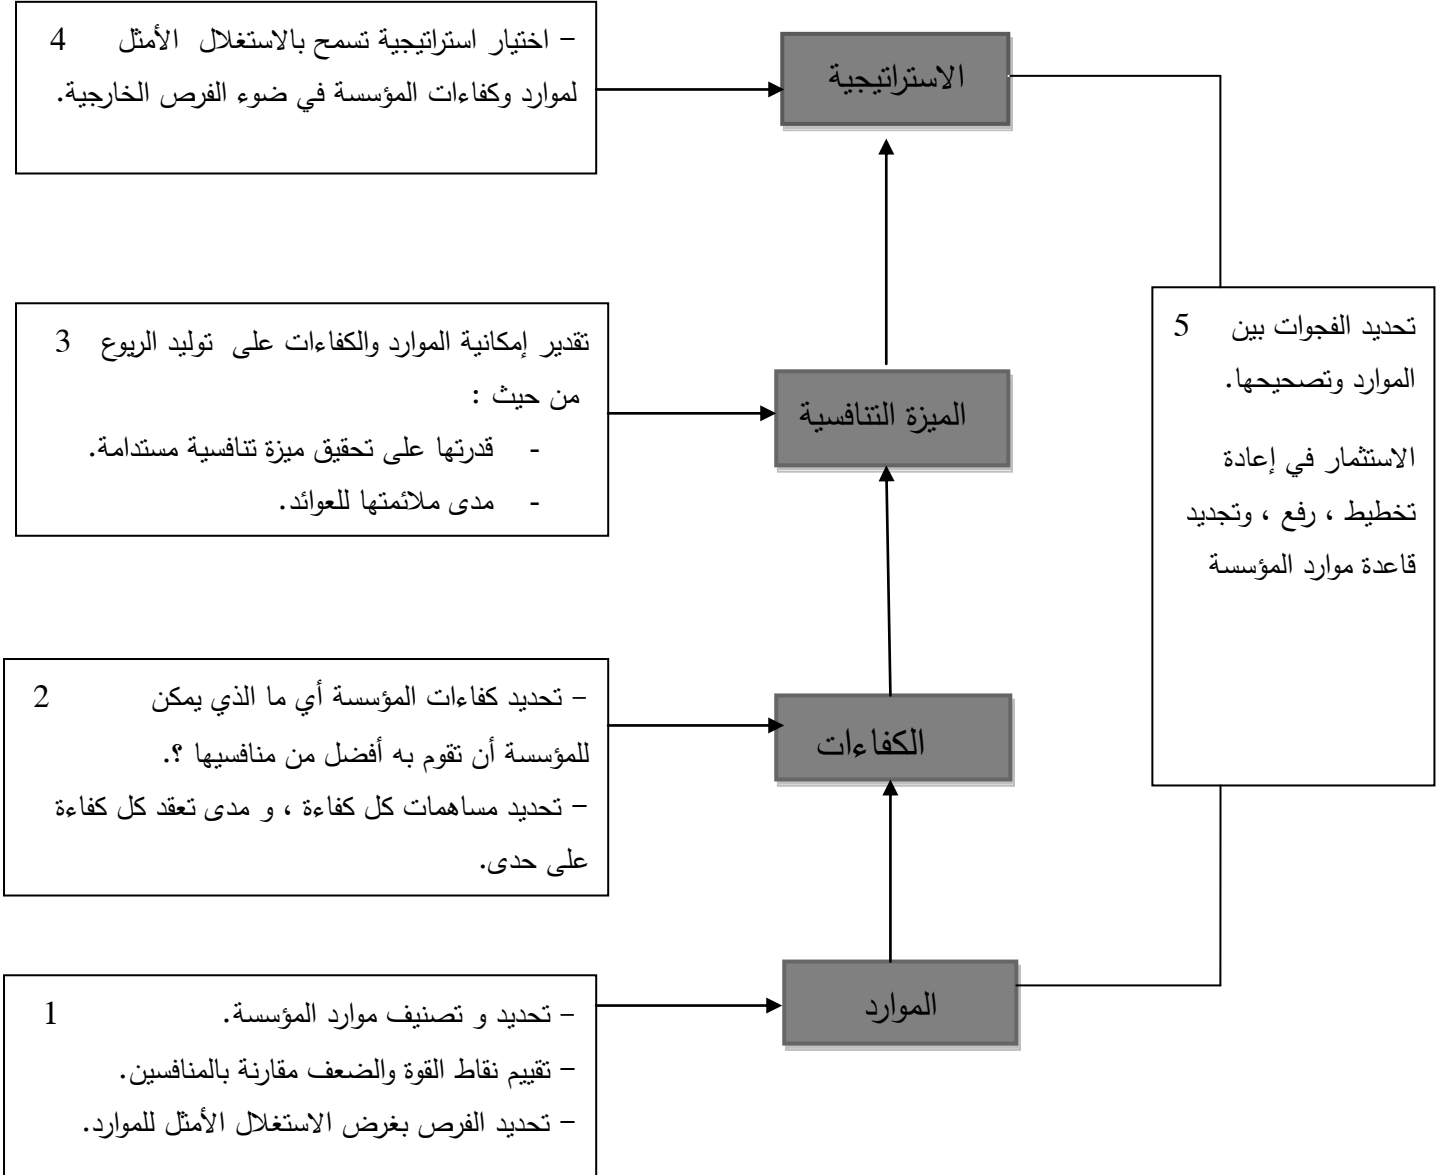 – اختيار استراتيجية تسمح بالاستغلال الأمثل 4
لموارد وكفاءات المؤسسة في ضوء الفرص الخارجية.
الاستراتيجية
تقدير إمكانية الموارد والكفاءات على توليد الريوع 3
من حيث :
- قدرتها على تحقيق ميزة تنافسية مستدامة.
- مدى ملائمتها للعوائد.
الميزة التنافسية
تحديد الفجوات بين 5
الموارد وتصحيحها.
الاستثمار في إعادة
تخطيط ، رفع ، وتجديد
قاعدة موارد المؤسسة
– تحديد كفاءات المؤسسة أي ما الذي يمكن 2
للمؤسسة أن تقوم به أفضل من منافسيها ؟.
– تحديد مساهمات كل كفاءة ، و مدى تعقد كل كفاءة
على حدى.
الكفاءات
– تحديد و تصنيف موارد المؤسسة. 1
– تقييم نقاط القوة والضعف مقارنة بالمنافسين.
– تحديد الفرص بغرض الاستغلال الأمثل للموارد.
الموارد